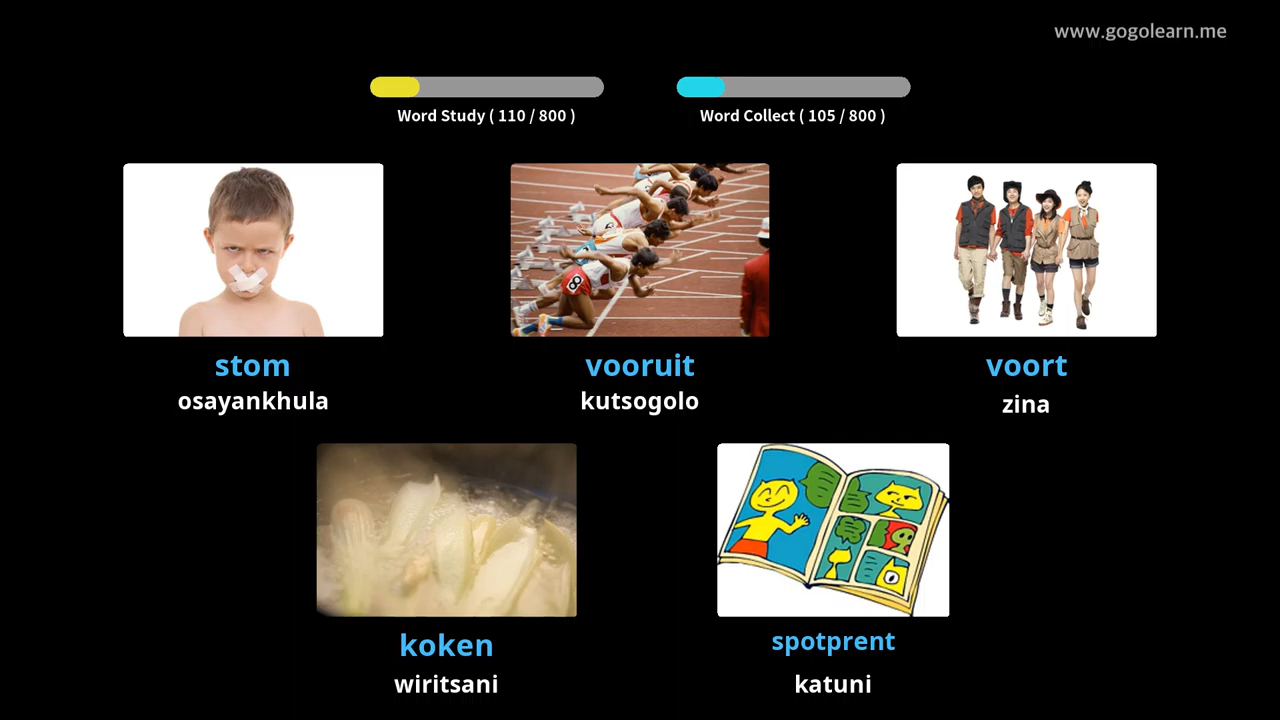 www.gogolearn.me
Word Study ( 110 / 800 )
Word Collect ( 105 / 800 )
stom
osayankhula
vooruit
kutsogolo
voort
zina
koken
wiritsani
spotprent
katuni